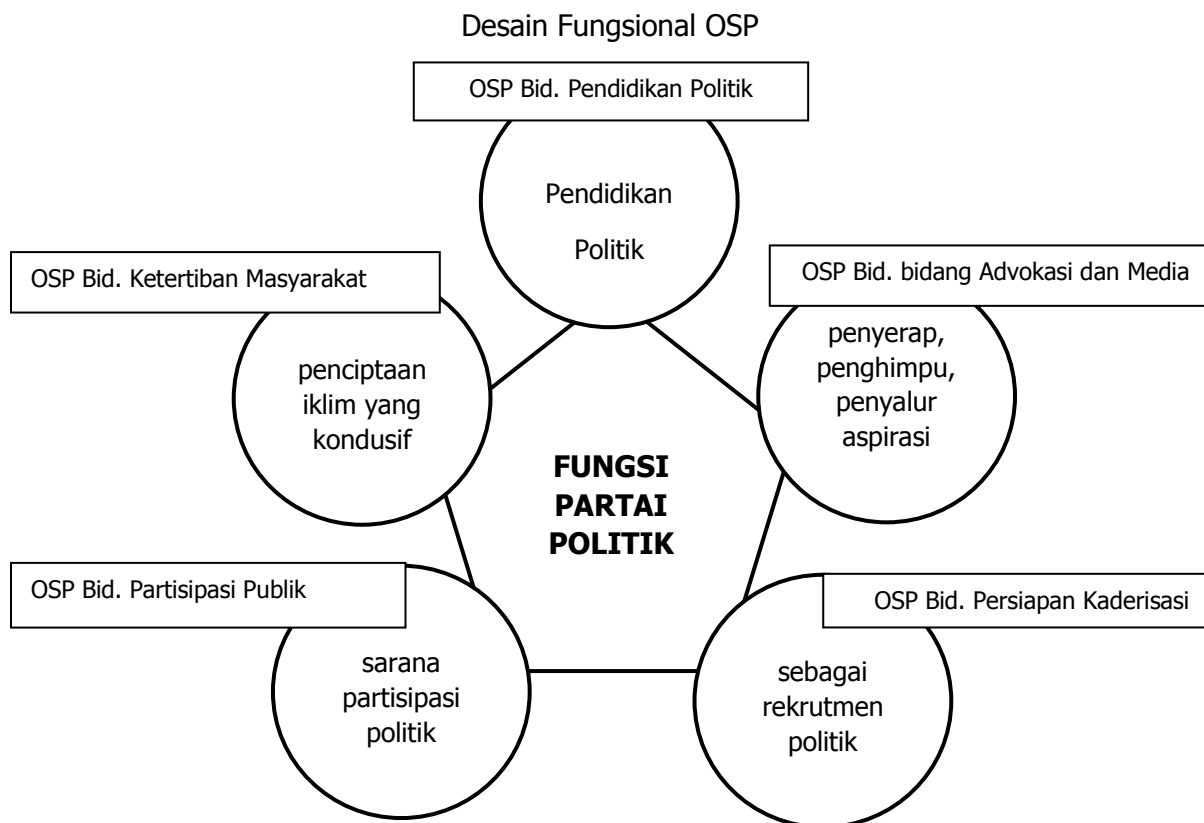 Desain Fungsional OSP
OSP Bid. Pendidikan Politik
Pendidikan
Politik
OSP Bid. Ketertiban Masyarakat
penciptaan
iklim yang
kondusif
OSP Bid. bidang Advokasi dan Media
penyerap,
penghimpu,
penyalur
aspirasi
FUNGSI
PARTAI
POLITIK
OSP Bid. Partisipasi Publik
sarana
partisipasi
politik
OSP Bid. Persiapan Kaderisasi
sebagai
rekrutmen
politik